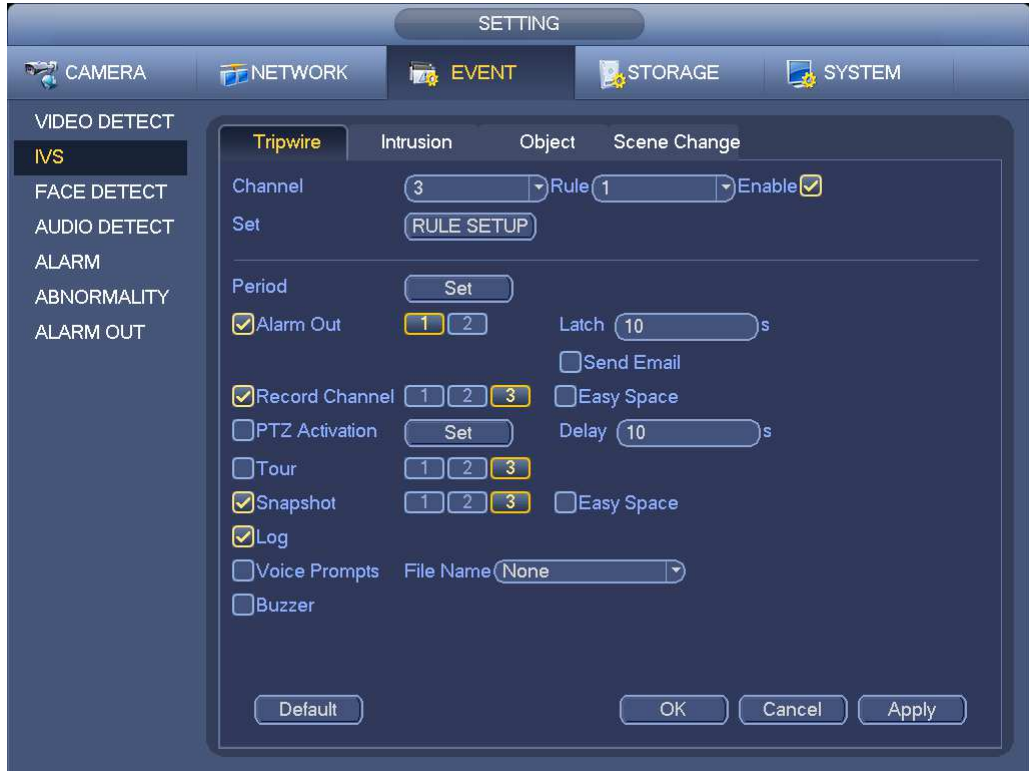 SETTING
CAMERA NETWORK EVENT STORAGE SYSTEM
VIDEO DETECT
IVS
FACE DETECT
AUDIO DETECT
ALARM
ABNORMALITY
ALARM OUT
Tripwire Intrusion Object Scene Change
Channel 3 Rule 1 Enable
Set RULE SETUP
Period Set
Alarm Out 1 2 Latch 10 s
Send Email
Record Channel 1 2 3 Easy Space
PTZ Activation Set Delay 10 s
Tour 1 2 3
Snapshot 1 2 3 Easy Space
Log
Voice Prompts File Name None
Buzzer
Default OK Cancel Apply